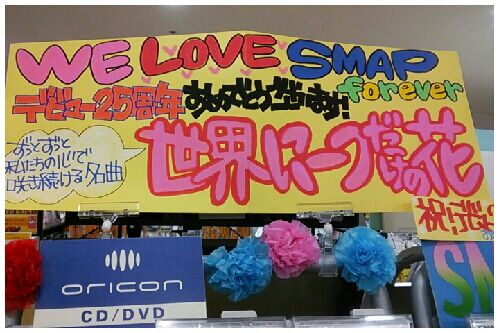 WE LOVE SMAP
forever
デビュー25周年 おめでとうございます!
ずっとずっと
私たちの心で
咲き続ける名曲
世界に一つだけの花
祝!
oricon
CD/DVD